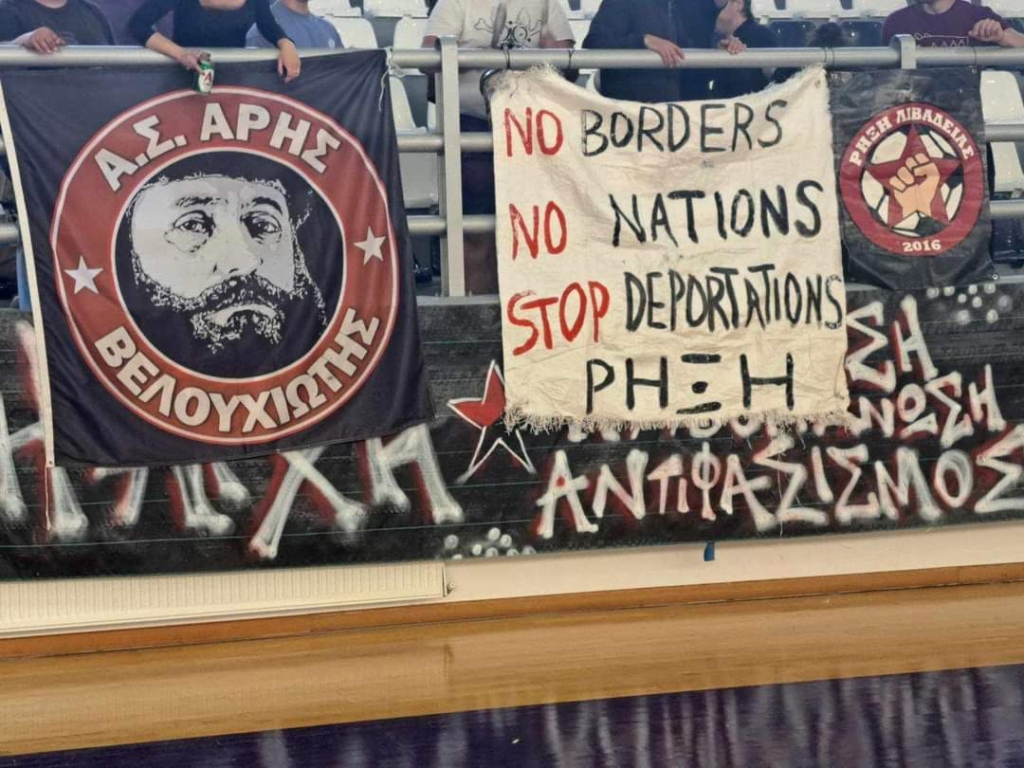 Α.Σ. ΑΡΗΣ
ΒΕΛΟΥΧΙΩΤΗΣ
NO BORDERS
NO NATIONS
STOP DEPORTATIONS
ΡΗΞΗ
ΡΗΞΗ ΛΙΒΑΔΕΙΑΣ
2016
ΑΝΤΙΦΑΣΙΣΜΟΣ